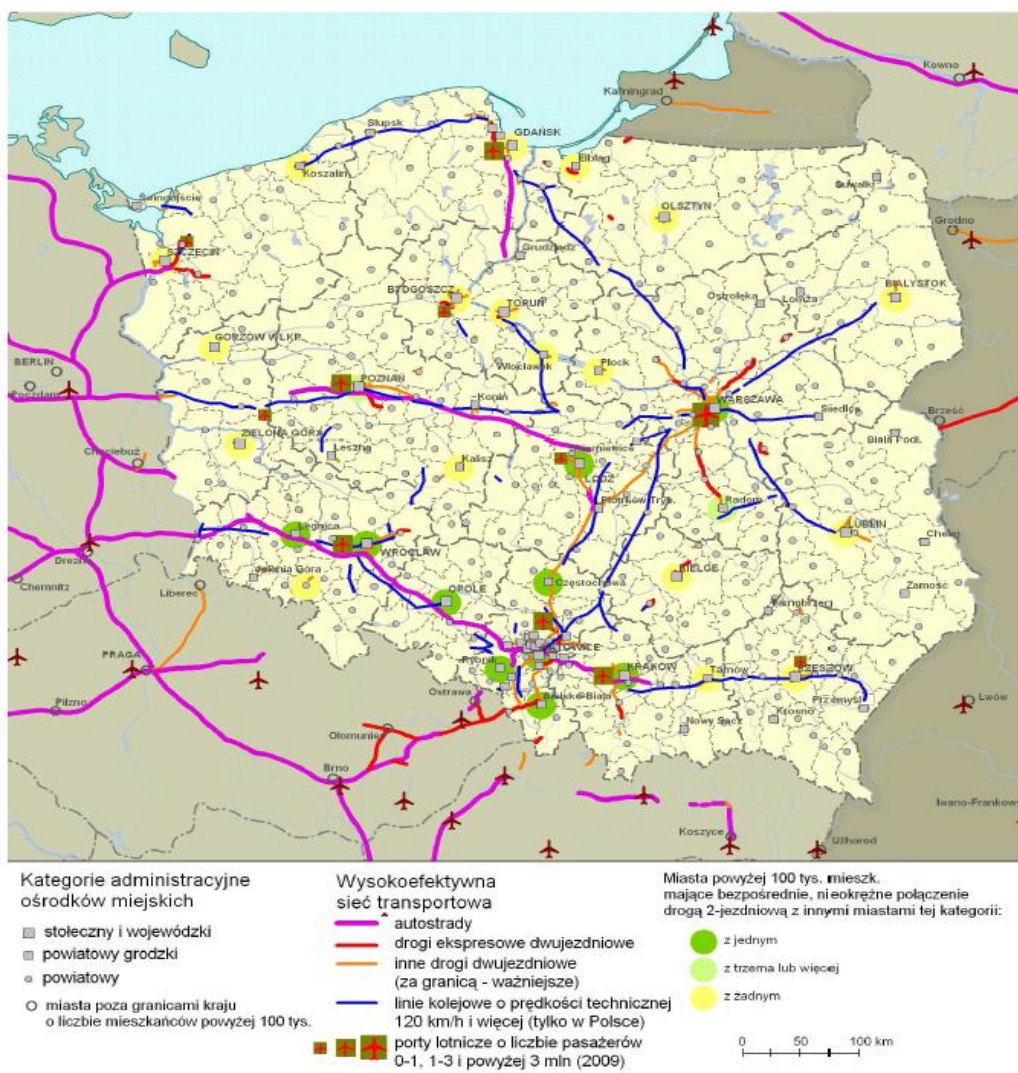 Kowno
Kaliningrad
Słupsk
GDAŃSK
Koszalin
Elbląg
Suwałki
Świnoujście
OLSZTYN
Grodno
SZCZECIN
Grudziądz
BYDGOSZCZ
TORUŃ
Ostrołęka
Łomża
BIAŁYSTOK
GORZÓW WLKP.
BERLIN
Włocławek
Płock
Poczdam
POZNAŃ
Konin
WARSZAWA
Siedlce
Brześć
ZIELONA GÓRA
Biała Podl.
Chociebuż
Leszno
Kalisz
Skierniewice
ŁÓDŹ
Piotrków Tryb.
Radom
Legnica
WROCŁAW
LUBLIN
Chełm
Drezno
Chemnitz
Jelenia Góra
Liberec
OPOLE
Częstochowa
KIELCE
Zamość
Tarnobrzeg
PRAGA
KATOWICE
Rybnik
KRAKÓW
Tarnów
RZESZÓW
Ostrawa
Bielsko-Biała
Przemyśl
Lwów
Pilzno
Nowy Sącz
Krosno
Ołomuniec
Brno
Iwano-Frankowsk
Koszyce
Użhorod
Kategorie administracyjne
ośrodków miejskich
stołeczny i wojewódzki
powiatowy grodzki
powiatowy
miasta poza granicami kraju
o liczbie mieszkańców powyżej 100 tys.
Wysokoefektywna
sieć transportowa
autostrady
drogi ekspresowe dwujezdniowe
inne drogi dwujezdniowe
(za granicą - ważniejsze)
linie kolejowe o prędkości technicznej
120 km/h i więcej (tylko w Polsce)
porty lotnicze o liczbie pasażerów
0-1, 1-3 i powyżej 3 mln (2009)
Miasta powyżej 100 tys. mieszk.
mające bezpośrednie, nieokrężne połączenie
drogą 2-jezdniową z innymi miastami tej kategorii:
z jednym
z trzema lub więcej
z żadnym
0 50 100 km